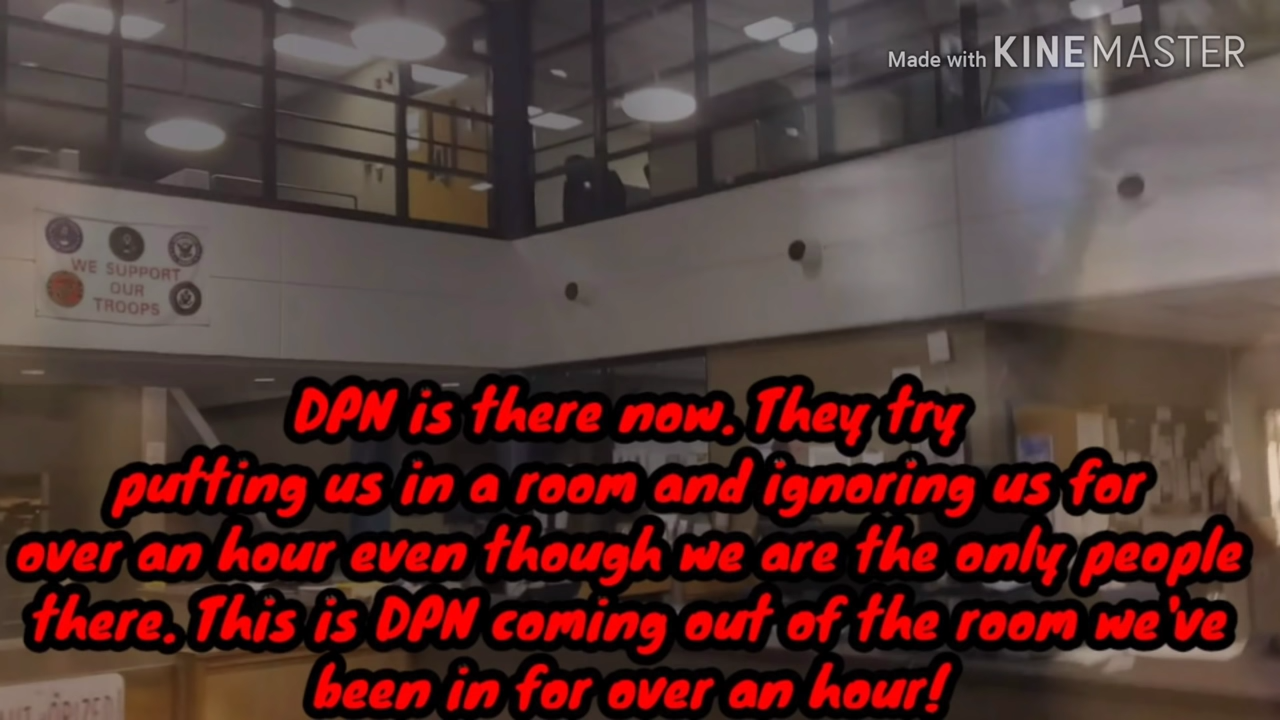 Made with KINEMASTER
WE SUPPORT
OUR
TROOPS
DPN is there now. They try
putting us in a room and ignoring us for
over an hour even though we are the only people
there. This is DPN coming out of the room we've
been in for over an hour!